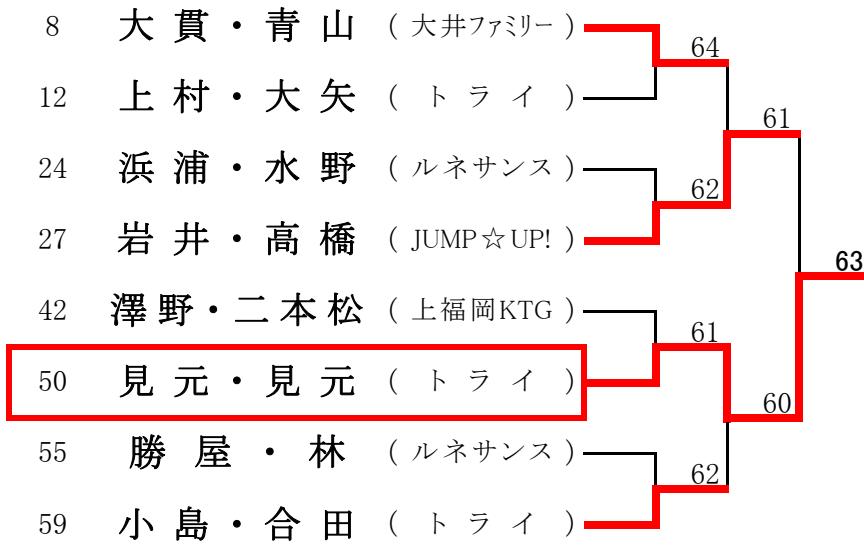 8 大貫・青山 ( 大井ファミリー )
64
12 上村・大矢 ( トライ )
61
24 浜浦・水野 ( ルネサンス )
62
27 岩井・高橋 ( JUMP☆UP! )
63
42 澤野・二本松 ( 上福岡KTG )
61
50 見元・見元 ( トライ )
60
55 勝屋・林 ( ルネサンス )
62
59 小島・合田 ( トライ )